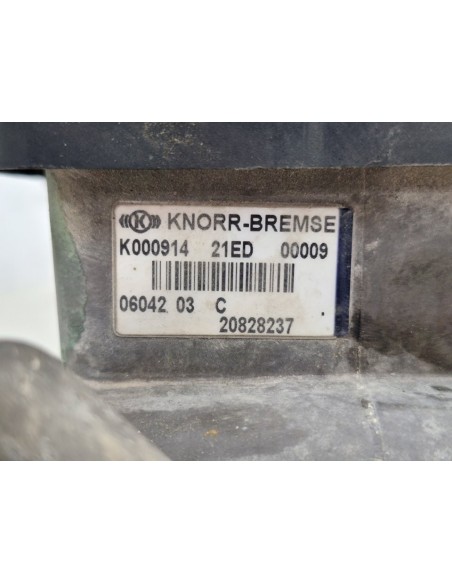 KNORR-BREMSE
K000914 21ED 00009
06042 03 C
20828237